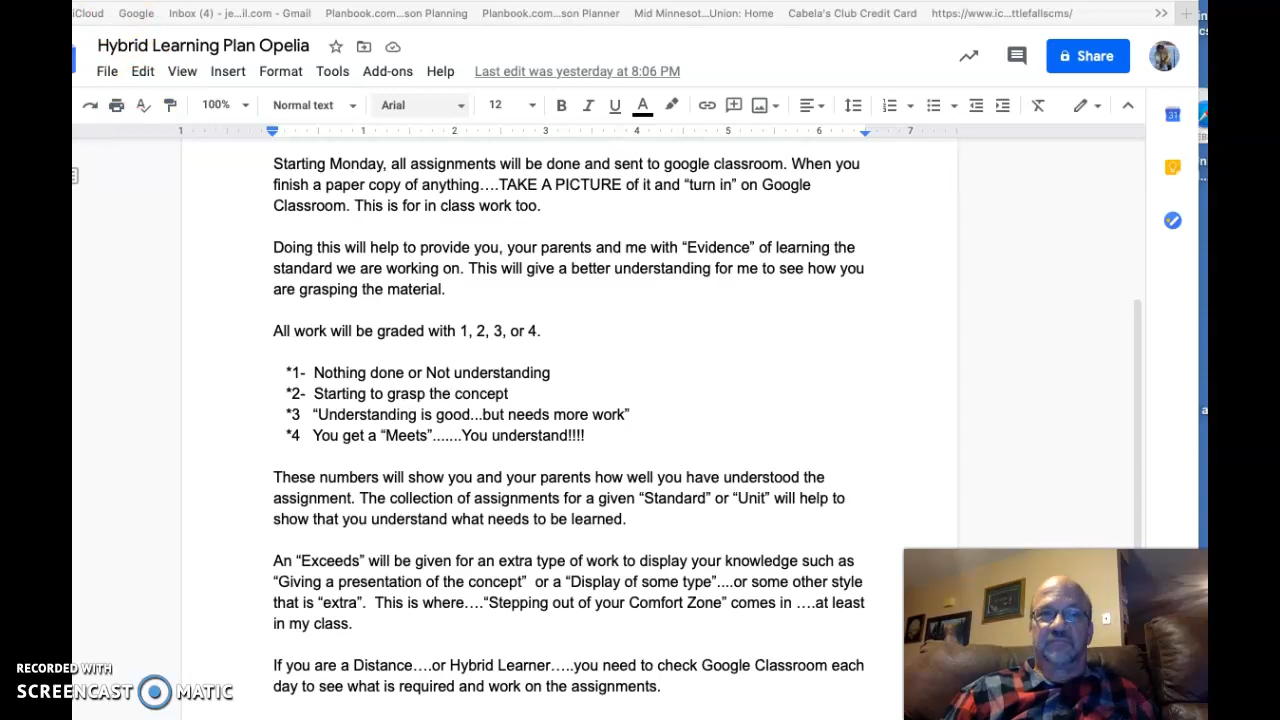 iCloud Google Inbox (4) - je...il.com - Gmail Planbook.com...son Planning Planbook.com...son Planner Mid Minnesot...Union: Home Cabela's Club Credit Card https://www.ic...ttlefallscms/
Hybrid Learning Plan Opelia
Share
File Edit View Insert Format Tools Add-ons Help Last edit was yesterday at 8:06 PM
100% Normal text Arial 12 B I U A
1 1 2 3 4 5 6 7
31
Starting Monday, all assignments will be done and sent to google classroom. When you
finish a paper copy of anything....TAKE A PICTURE of it and “turn in” on Google
Classroom. This is for in class work too.
Doing this will help to provide you, your parents and me with “Evidence” of learning the
standard we are working on. This will give a better understanding for me to see how you
are grasping the material.
All work will be graded with 1, 2, 3, or 4.
*1- Nothing done or Not understanding
*2- Starting to grasp the concept
*3 “Understanding is good...but needs more work”
*4 You get a “Meets”.......You understand!!!!
These numbers will show you and your parents how well you have understood the
assignment. The collection of assignments for a given “Standard” or “Unit” will help to
show that you understand what needs to be learned.
An “Exceeds” will be given for an extra type of work to display your knowledge such as
“Giving a presentation of the concept” or a “Display of some type”....or some other style
that is “extra”. This is where....“Stepping out of your Comfort Zone” comes in ....at least
in my class.
If you are a Distance....or Hybrid Learner.....you need to check Google Classroom each
day to see what is required and work on the assignments.
RECORDED WITH
SCREENCAST MATIC